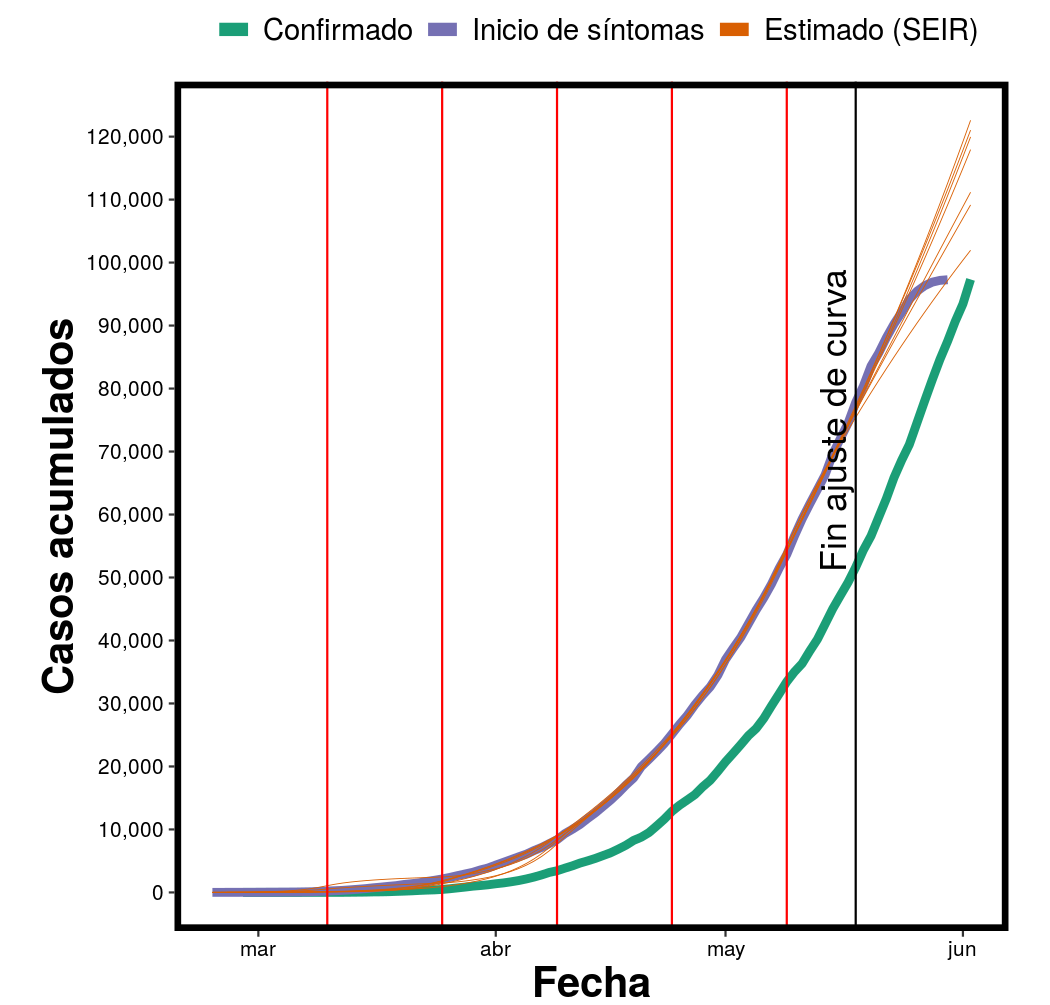 Confirmado Inicio de síntomas Estimado (SEIR)
120,000
110,000
100,000
90,000
80,000
70,000
60,000
50,000
40,000
30,000
20,000
10,000
0
Casos acumulados
Fin ajuste de curva
mar abr may jun
Fecha